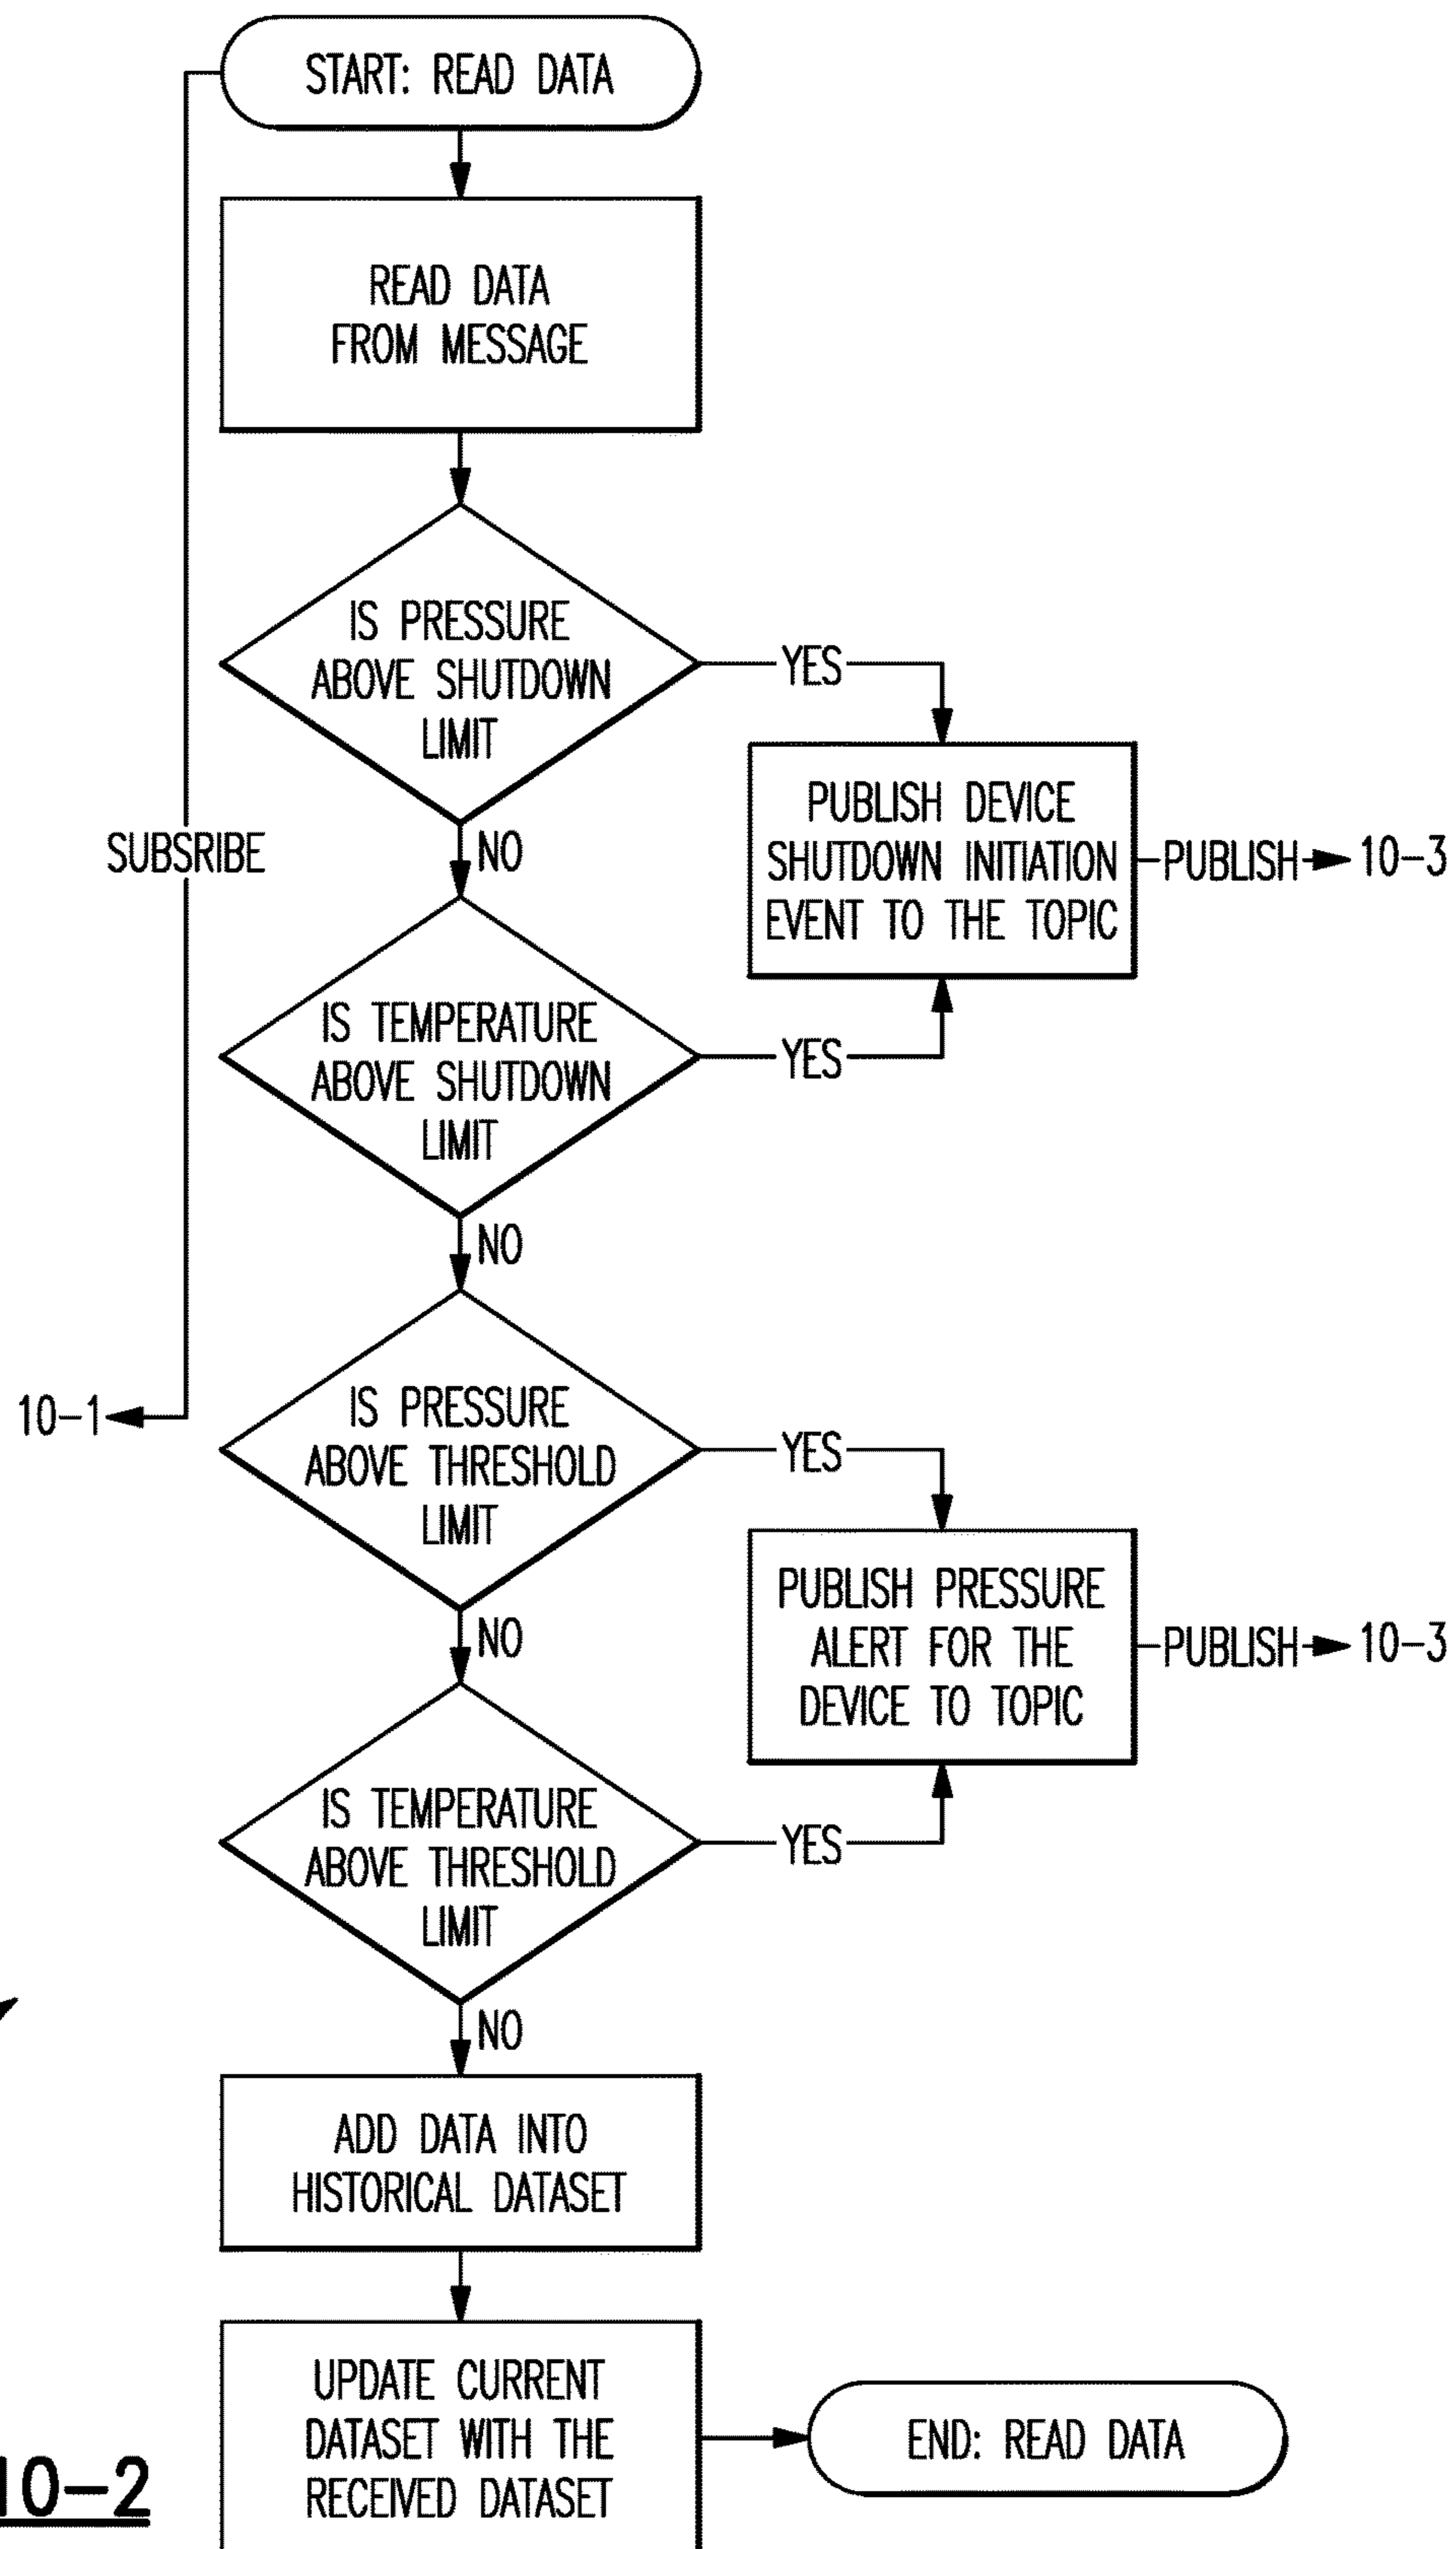 START: READ DATA
READ DATA
FROM MESSAGE
IS PRESSURE
ABOVE SHUTDOWN
LIMIT
YES
PUBLISH DEVICE
SHUTDOWN INITIATION
EVENT TO THE TOPIC
PUBLISH
10-3
NO
SUBSRIBE
IS TEMPERATURE
ABOVE SHUTDOWN
LIMIT
YES
NO
10-1
IS PRESSURE
ABOVE THRESHOLD
LIMIT
YES
PUBLISH PRESSURE
ALERT FOR THE
DEVICE TO TOPIC
PUBLISH
10-3
NO
IS TEMPERATURE
ABOVE THRESHOLD
LIMIT
YES
NO
ADD DATA INTO
HISTORICAL DATASET
UPDATE CURRENT
DATASET WITH THE
RECEIVED DATASET
END: READ DATA
10-2